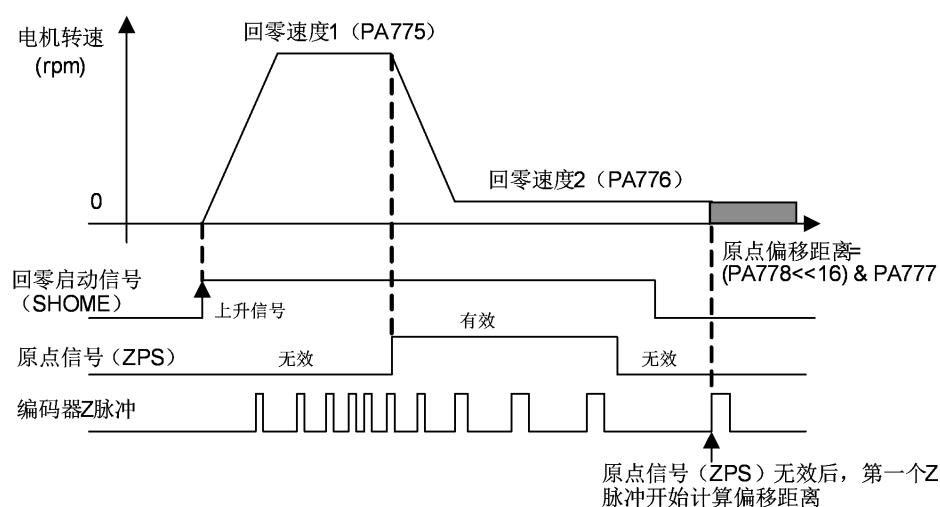 电机转速
(rpm)
回零速度1（PA775）
回零速度2（PA776）
0
原点偏移距离=
(PA778<<16) & PA777
回零启动信号
（SHOME）
上升信号
有效
原点信号（ZPS）
无效
无效
编码器Z脉冲
原点信号（ZPS）无效后，第一个Z
脉冲开始计算偏移距离